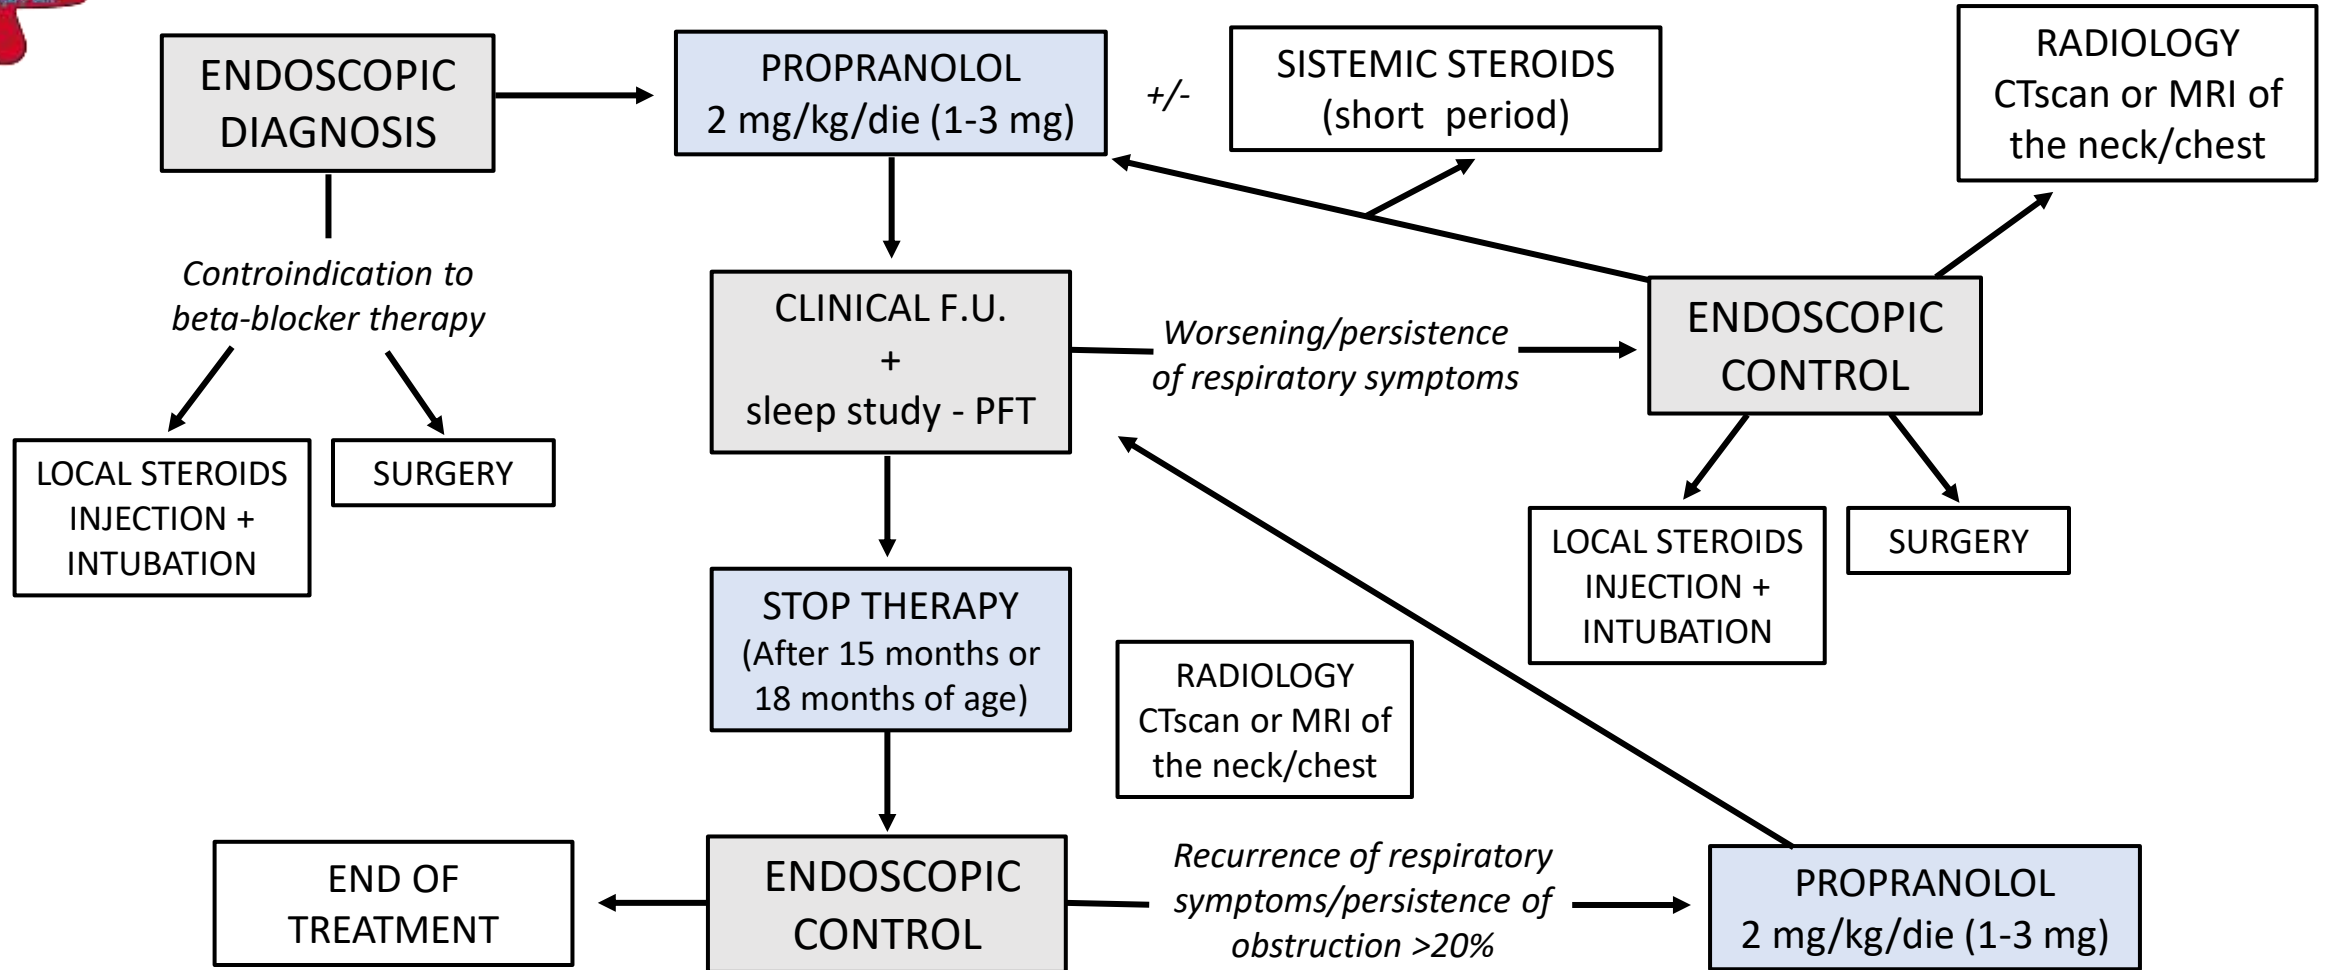 ENDOSCOPIC
DIAGNOSIS
PROPRANOLOL
2 mg/kg/die (1-3 mg)
+/-
SISTEMIC STEROIDS
(short period)
RADIOLOGY
CTscan or MRI of
the neck/chest
Controindication to
beta-blocker therapy
LOCAL STEROIDS
INJECTION +
INTUBATION
SURGERY
CLINICAL F.U.
+
sleep study - PFT
Worsening/persistence
of respiratory symptoms
ENDOSCOPIC
CONTROL
LOCAL STEROIDS
INJECTION +
INTUBATION
SURGERY
STOP THERAPY
(After 15 months or
18 months of age)
RADIOLOGY
CTscan or MRI of
the neck/chest
END OF
TREATMENT
ENDOSCOPIC
CONTROL
Recurrence of respiratory
symptoms/persistence of
obstruction >20%
PROPRANOLOL
2 mg/kg/die (1-3 mg)